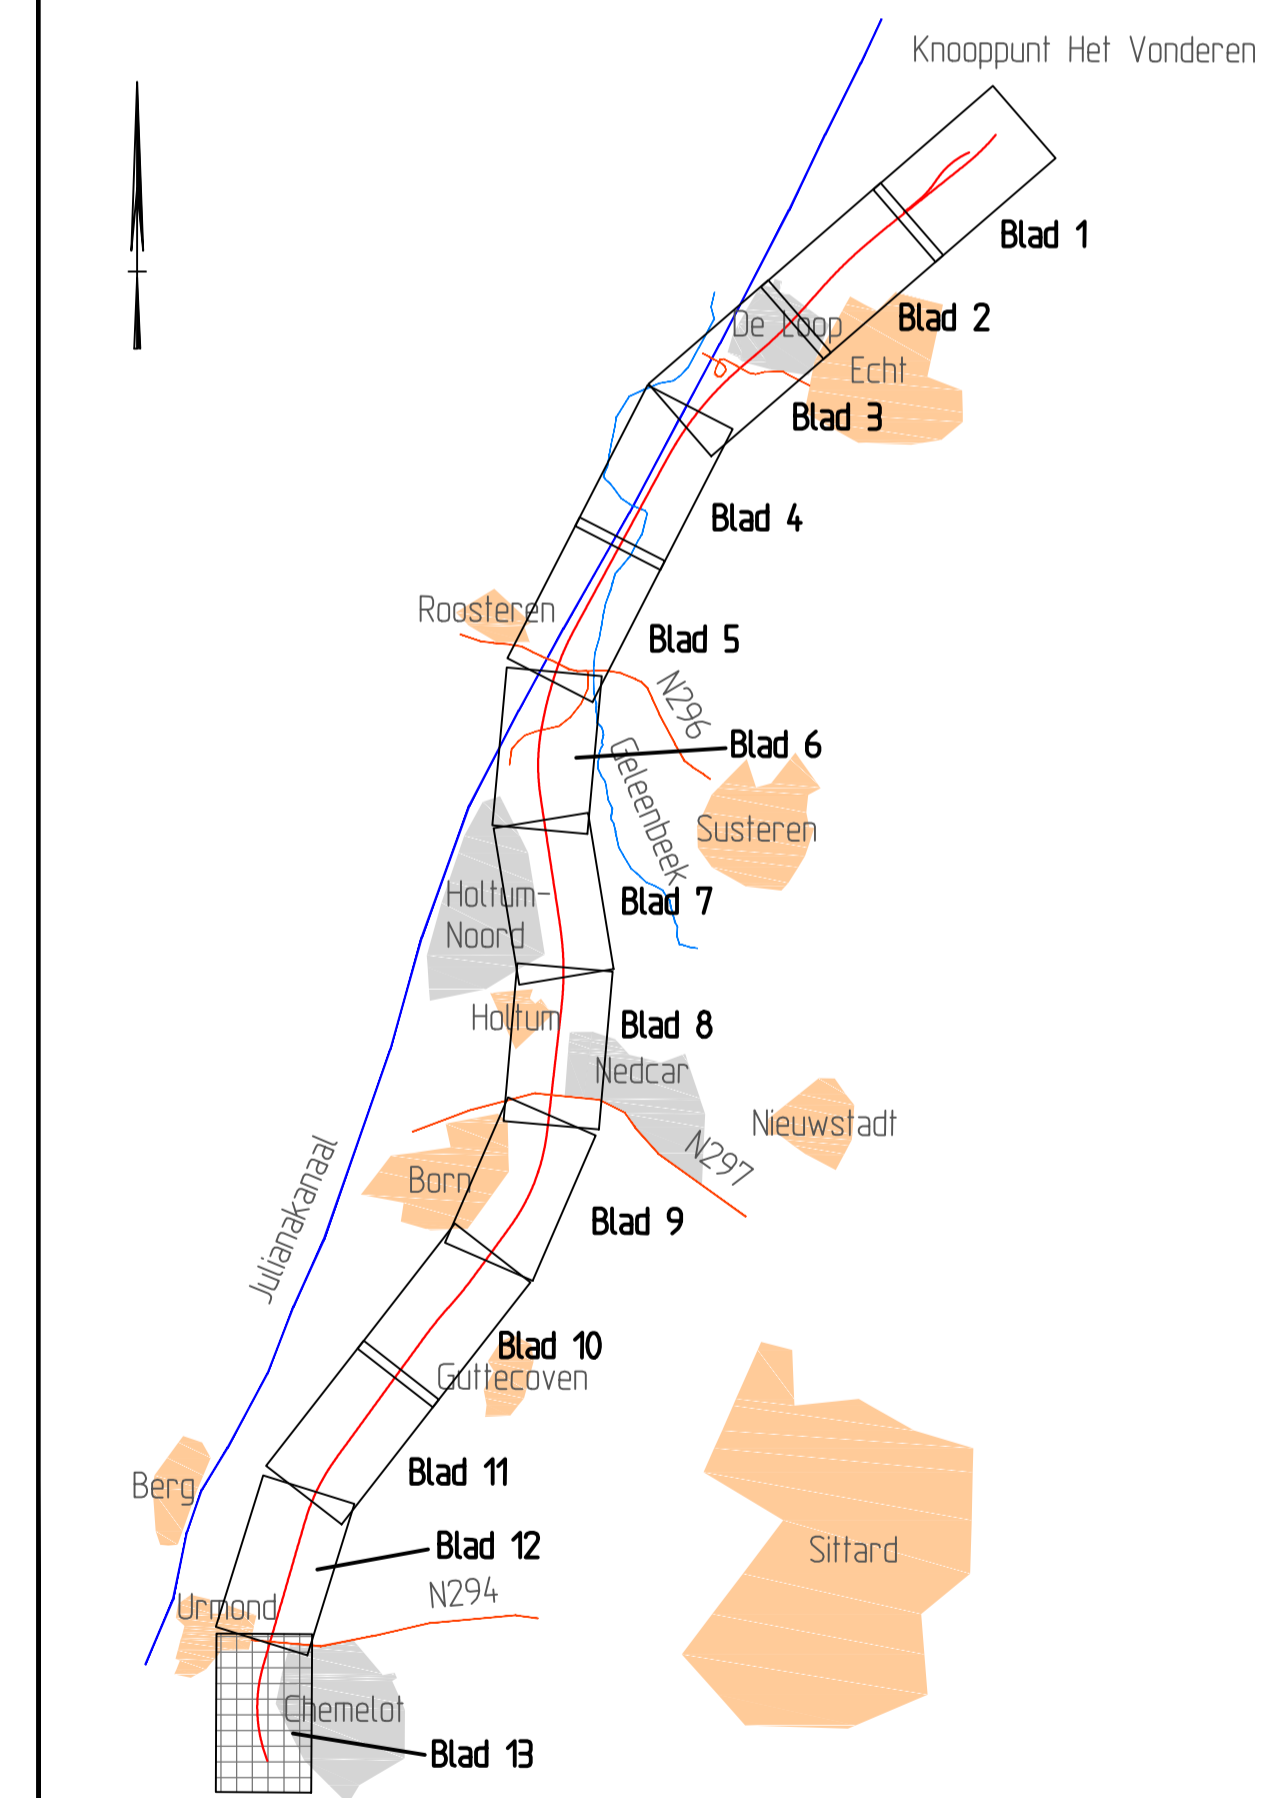 Knooppunt Het Vonderen
Blad 1
Blad 2
De Loop
Echt
Blad 3
Blad 4
Roosteren
Blad 5
N296
Blad 6
Geleenbeek
Susteren
Holtum-
Noord
Blad 7
Holtum
Blad 8
Nedcar
Nieuwstadt
N297
Born
Blad 9
Julianakanaal
Blad 10
Guttecoven
Blad 11
Berg
Blad 12
Sittard
N294
Urmond
Chemelot
Blad 13